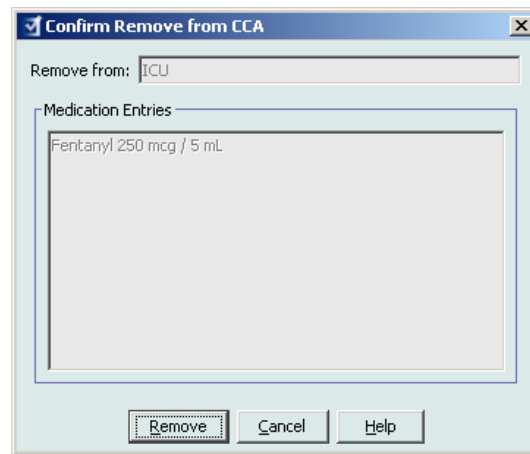 Confirm Remove from CCA
Remove from: ICU
Medication Entries
Fentanyl 250 mcg / 5 mL
Remove Cancel Help